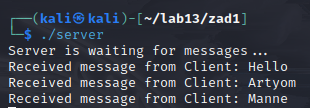 ┌──(kali㉿kali)-[~/lab13/zad1]
└─$ ./server
Server is waiting for messages...
Received message from Client: Hello
Received message from Client: Artyom
Received message from Client: Manne